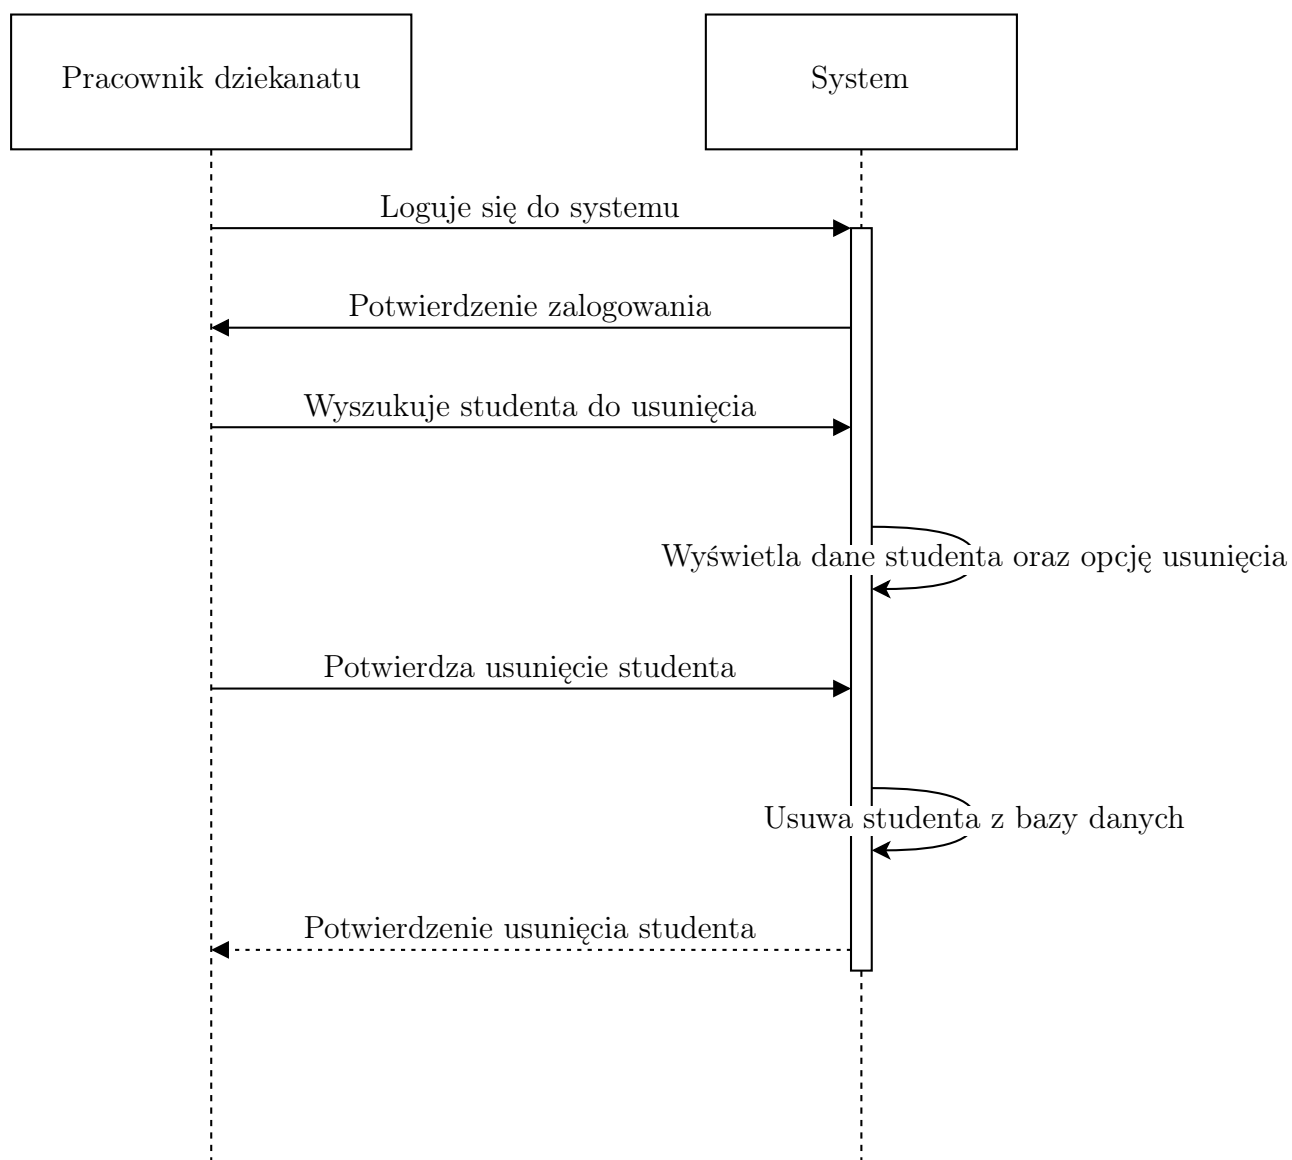 Pracownik dziekanatu
System
Loguje się do systemu
Potwierdzenie zalogowania
Wyszukuje studenta do usunięcia
Wyświetla dane studenta oraz opcję usunięcia
Potwierdza usunięcie studenta
Usuwa studenta z bazy danych
Potwierdzenie usunięcia studenta